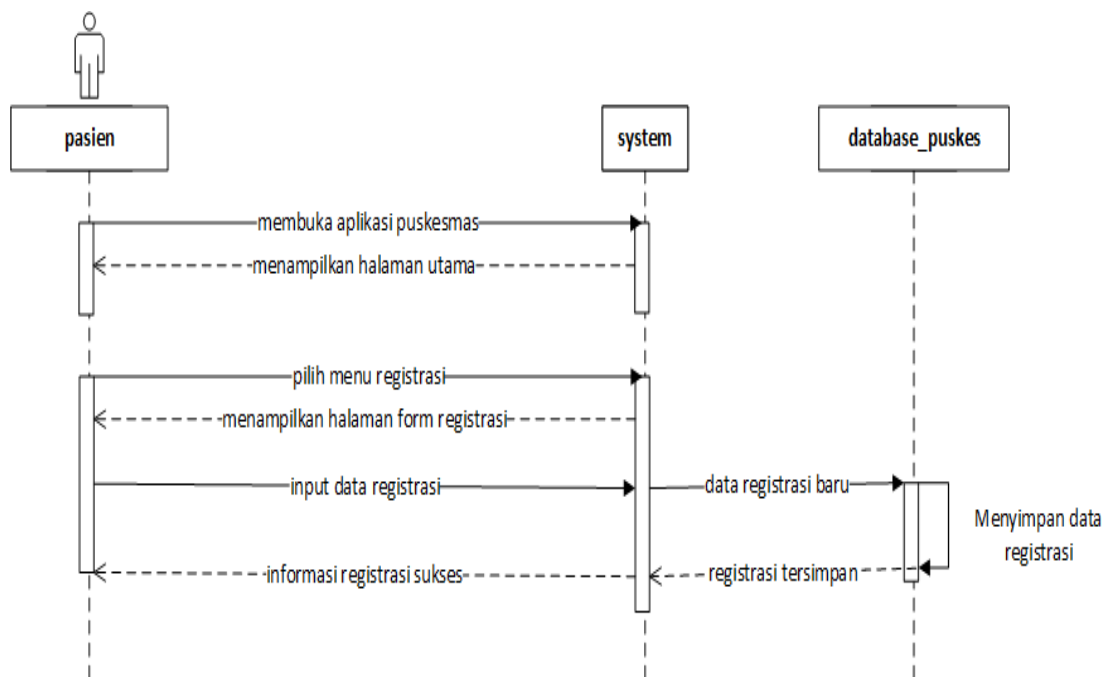 pasien
system
database_puskes
membuka aplikasi puskesmas
menampilkan halaman utama
pilih menu registrasi
menampilkan halaman form registrasi
input data registrasi
data registrasi baru
Menyimpan data
registrasi
informasi registrasi sukses
registrasi tersimpan